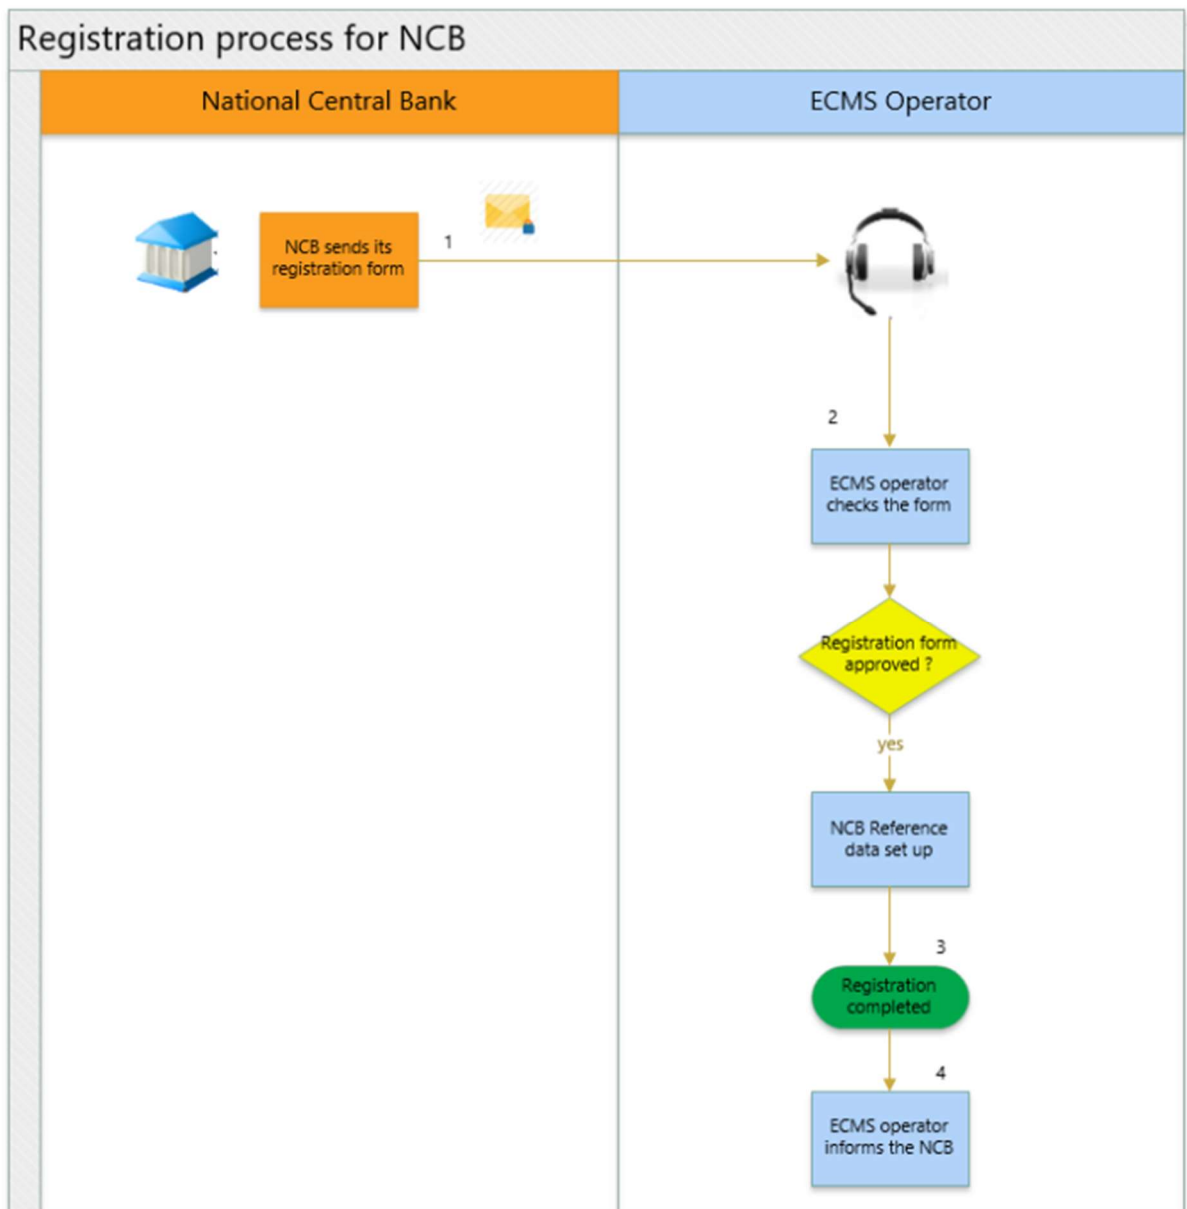 Registration process for NCB
National Central Bank
ECMS Operator
NCB sends its
registration form
1
2
ECMS operator
checks the form
Registration form
approved ?
yes
NCB Reference
data set up
3
Registration
completed
4
ECMS operator
informs the NCB